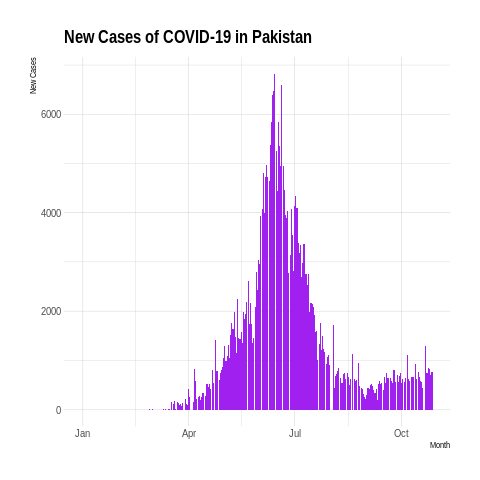 New Cases of COVID-19 in Pakistan
New Cases
6000
4000
2000
0
Jan Apr Jul Oct
Month